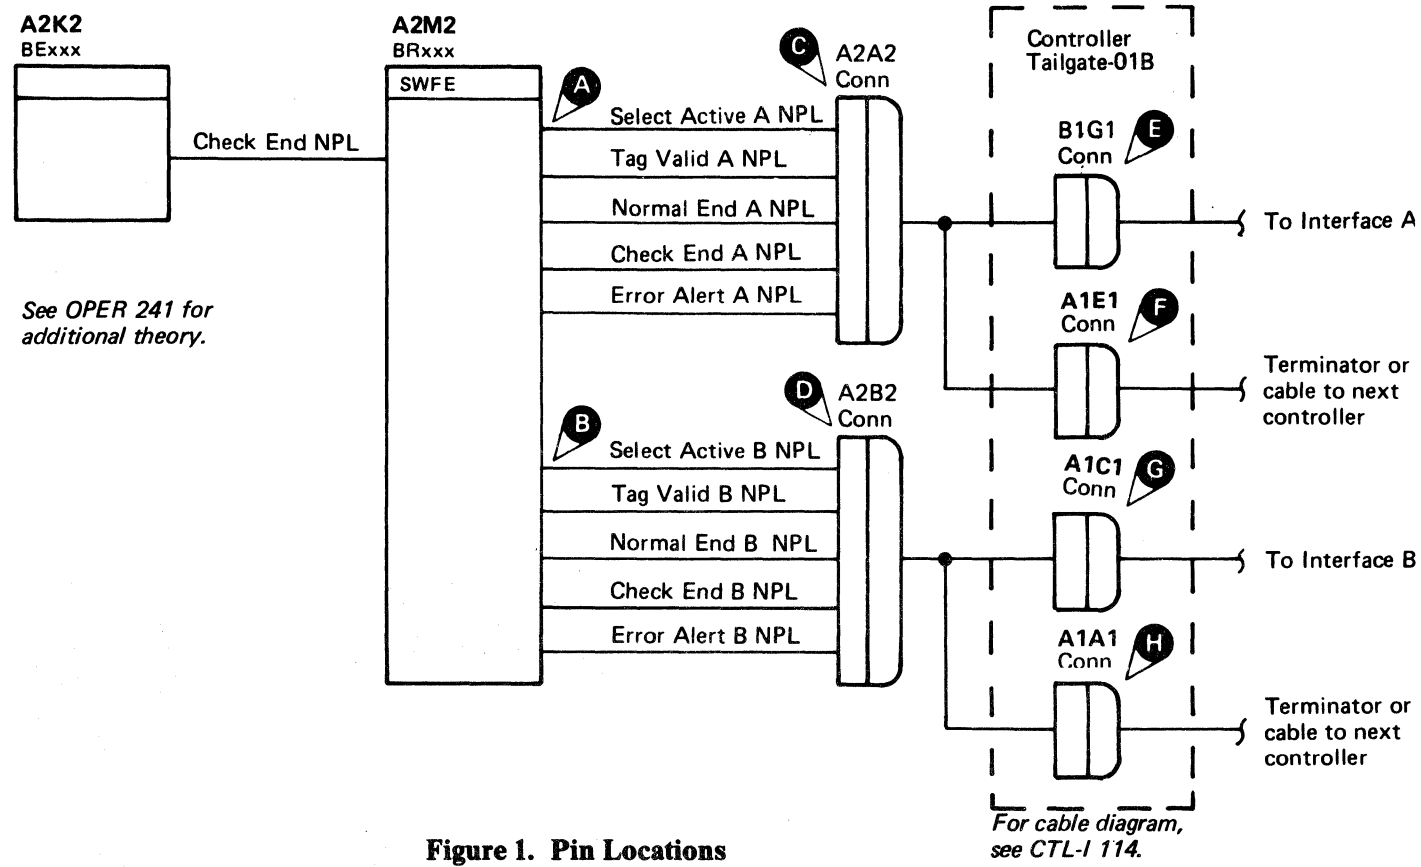 A2K2
BExxx
Check End NPL
See OPER 241 for
additional theory.
A2M2
BRxxx
SWFE
A
Select Active A NPL
Tag Valid A NPL
Normal End A NPL
Check End A NPL
Error Alert A NPL
B
Select Active B NPL
Tag Valid B NPL
Normal End B NPL
Check End B NPL
Error Alert B NPL
C
A2A2
Conn
D
A2B2
Conn
Controller
Tailgate-01B
B1G1
Conn
E
To Interface A
A1E1
Conn
F
Terminator or
cable to next
controller
A1C1
Conn
G
To Interface B
A1A1
Conn
H
Terminator or
cable to next
controller
For cable diagram,
see CTL-I 114.
Figure 1. Pin Locations